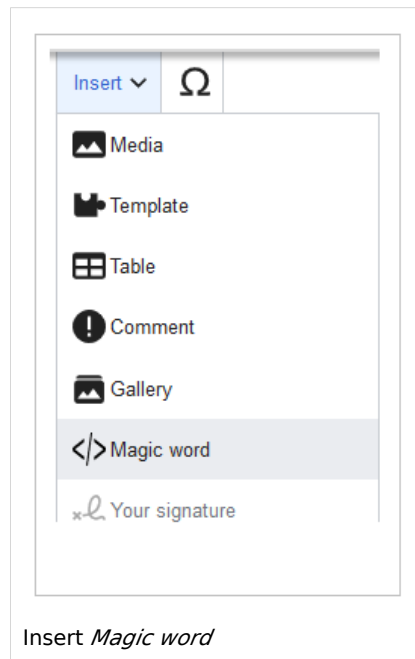 Insert Ω
Media
Template
Table
Comment
Gallery
</> Magic word
Your signature
Insert Magic word